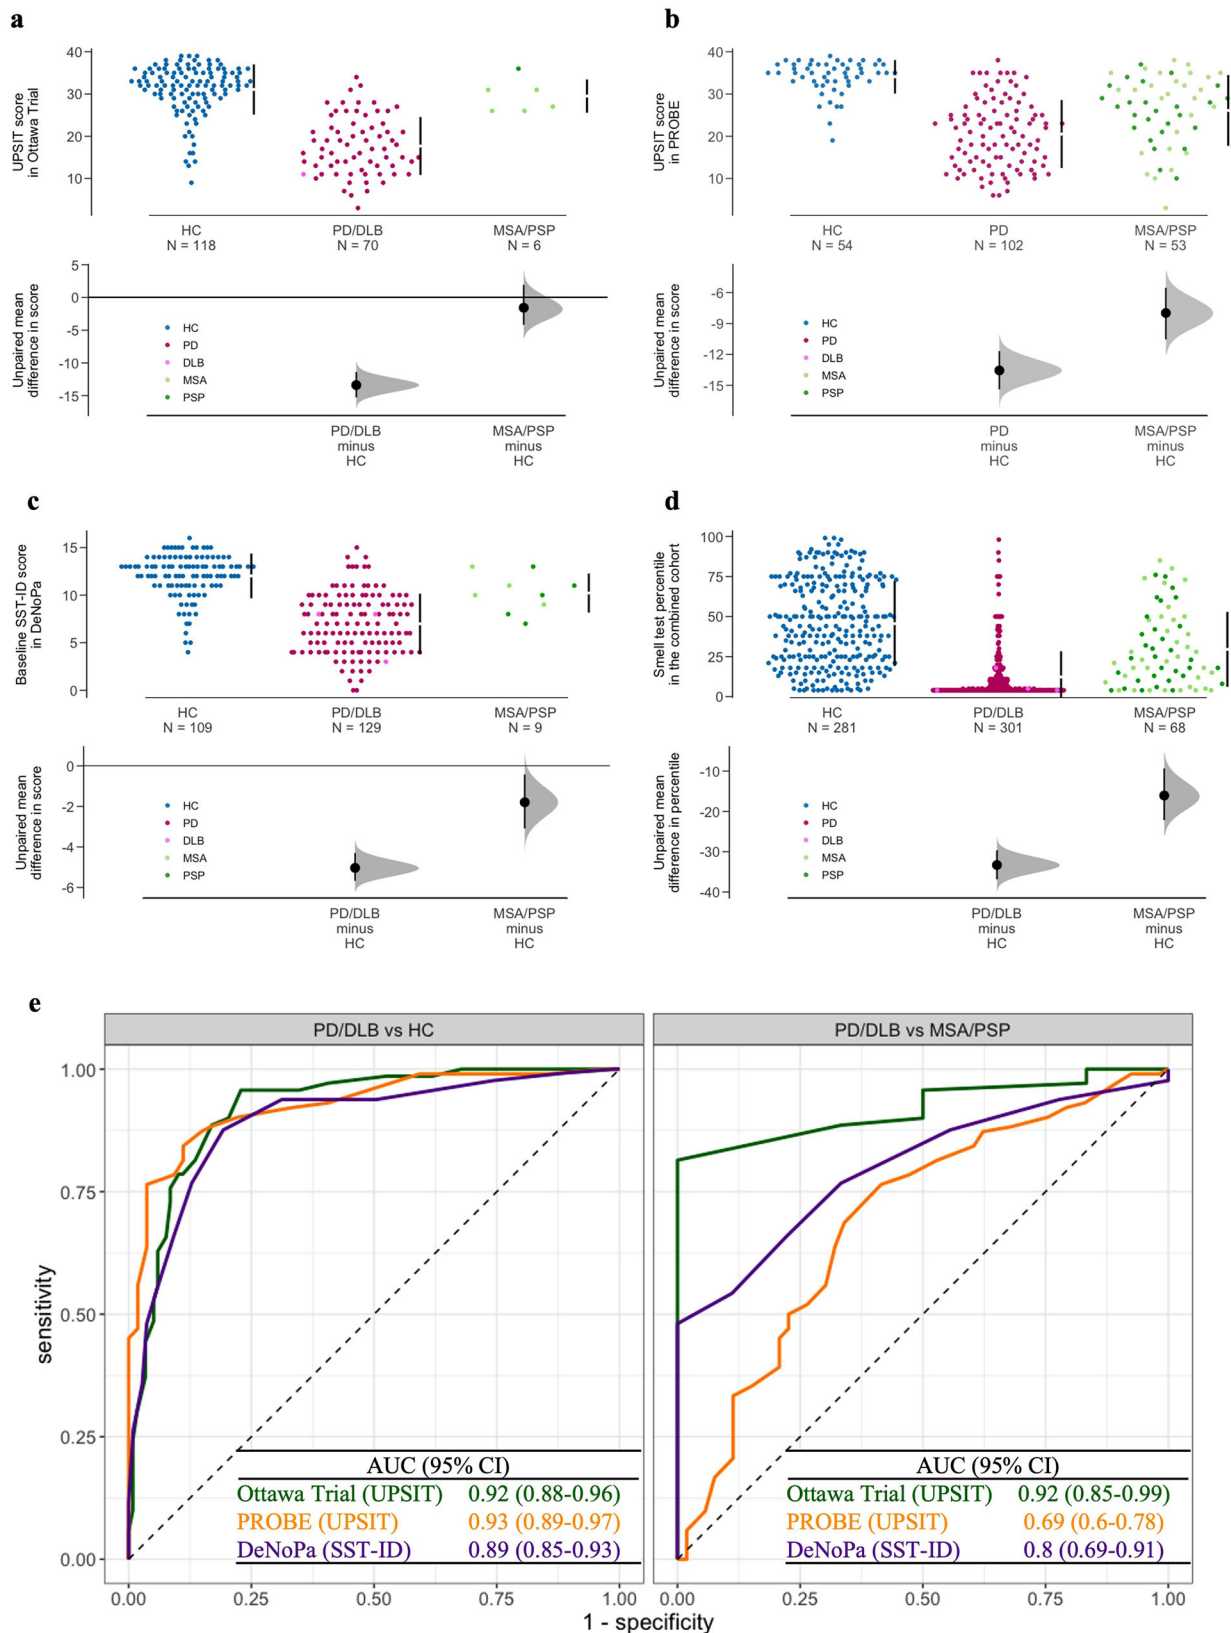 a
UPSIT score
in Ottawa Trial
40
30
20
10
HC
N = 118
PD/DLB
N = 70
MSA/PSP
N = 6
Unpaired mean
difference in score
5
0
-5
-10
-15
HC
PD
DLB
MSA
PSP
PD/DLB
minus
HC
MSA/PSP
minus
HC
b
UPSIT score
in PROBE
40
30
20
10
HC
N = 54
PD
N = 102
MSA/PSP
N = 53
Unpaired mean
difference in score
-6
-9
-12
-15
HC
PD
DLB
MSA
PSP
PD
minus
HC
MSA/PSP
minus
HC
c
Baseline SST-ID score
in DeNoPa
15
10
5
0
HC
N = 109
PD/DLB
N = 129
MSA/PSP
N = 9
Unpaired mean
difference in score
0
-2
-4
-6
HC
PD
DLB
MSA
PSP
PD/DLB
minus
HC
MSA/PSP
minus
HC
d
Smell test percentile
in the combined cohort
100
75
50
25
0
HC
N = 281
PD/DLB
N = 301
MSA/PSP
N = 68
Unpaired mean
difference in percentile
-10
-20
-30
-40
HC
PD
DLB
MSA
PSP
PD/DLB
minus
HC
MSA/PSP
minus
HC
e
PD/DLB vs HC
PD/DLB vs MSA/PSP
sensitivity
1.00
0.75
0.50
0.25
0.00
AUC (95% CI)
Ottawa Trial (UPSIT) 0.92 (0.88-0.96)
PROBE (UPSIT) 0.93 (0.89-0.97)
DeNoPa (SST-ID) 0.89 (0.85-0.93)
AUC (95% CI)
Ottawa Trial (UPSIT) 0.92 (0.85-0.99)
PROBE (UPSIT) 0.69 (0.6-0.78)
DeNoPa (SST-ID) 0.8 (0.69-0.91)
0.00 0.25 0.50 0.75 1.00
0.00 0.25 0.50 0.75 1.00
1 - specificity